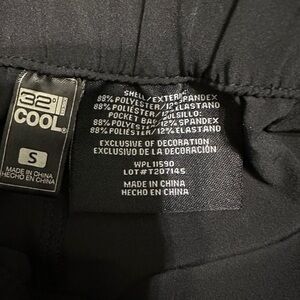 32°
COOL®
S
MADE IN CHINA
HECHO EN CHINA
SHELL/EXTERIOR:
88% POLYESTER/12% SPANDEX
88% POLIÉSTER/12% ELASTANO
POCKET BAG/BOLSILLO:
88% POLYESTER/12% SPANDEX
88% POLIÉSTER/12% ELASTANO
EXCLUSIVE OF DECORATION
EXCLUSIVO DE LA DECORACIÓN
WPL 11590
LOT#T20714S
MADE IN CHINA
HECHO EN CHINA